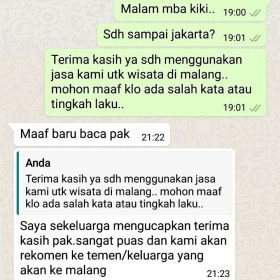 Malam mba kiki.. 19:00
Sdh sampai jakarta? 19:01
Terima kasih ya sdh menggunakan
jasa kami utk wisata di malang..
mohon maaf klo ada salah kata atau
tingkah laku.. 19:01
Maaf baru baca pak 21:22
Anda
Terima kasih ya sdh menggunakan jasa
kami utk wisata di malang.. mohon maaf
klo ada salah kata atau tingkah laku..
Saya sekeluarga mengucapkan terima
kasih pak.sangat puas dan kami akan
rekomen ke temen/keluarga yang
akan ke malang 21:23